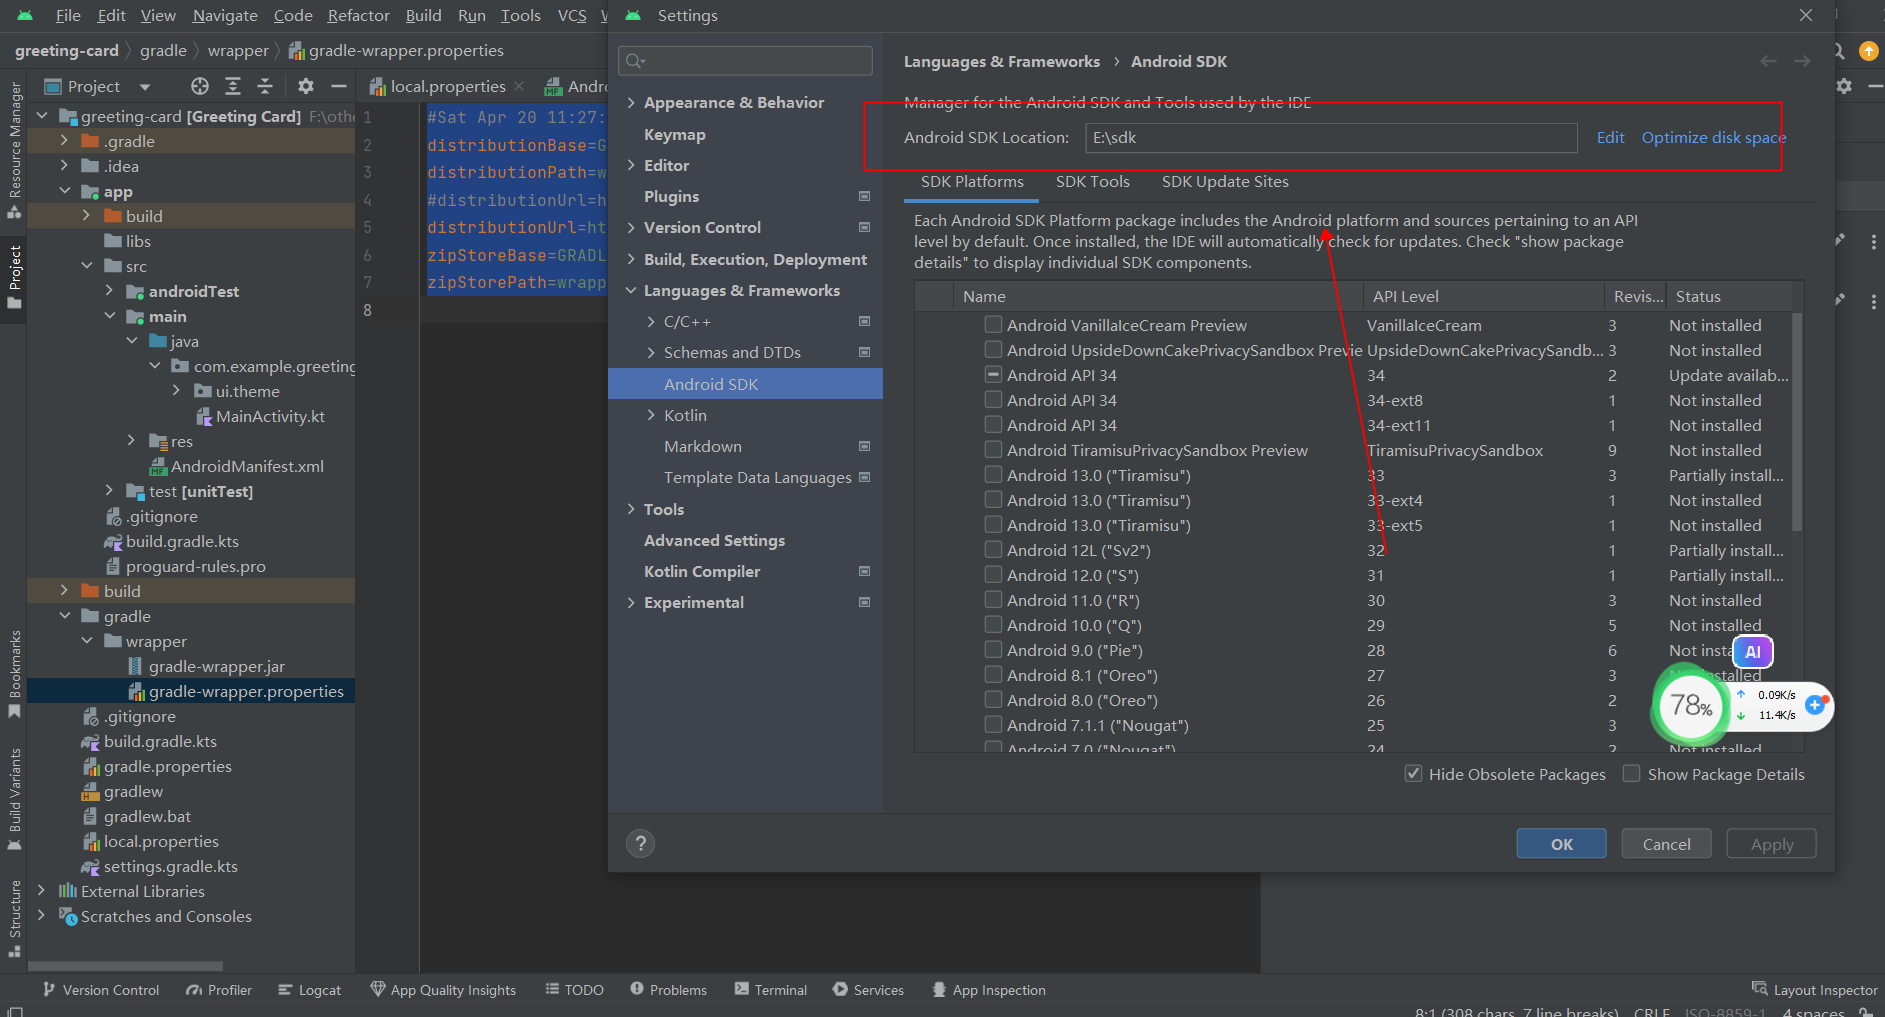 File Edit View Navigate Code Refactor Build Run Tools VCS
Settings
greeting-card gradle wrapper gradle-wrapper.properties
Project
local.properties
Resource Manager
Project
Bookmarks
Build Variants
Structure
greeting-card [Greeting Card]
.gradle
.idea
app
build
libs
src
androidTest
main
java
com.example.greeting
ui.theme
MainActivity.kt
res
AndroidManifest.xml
test [unitTest]
.gitignore
build.gradle.kts
proguard-rules.pro
build
gradle
wrapper
gradle-wrapper.jar
gradle-wrapper.properties
.gitignore
build.gradle.kts
gradle.properties
gradlew
gradlew.bat
local.properties
settings.gradle.kts
External Libraries
Scratches and Consoles
1 #Sat Apr 20 11:27:
2 distributionBase=G
3 distributionPath=w
4 #distributionUrl=h
5 distributionUrl=ht
6 zipStoreBase=GRADL
7 zipStorePath=wrapp
8
Appearance & Behavior
Keymap
Editor
Plugins
Version Control
Build, Execution, Deployment
Languages & Frameworks
C/C++
Schemas and DTDs
Android SDK
Kotlin
Markdown
Template Data Languages
Tools
Advanced Settings
Kotlin Compiler
Experimental
Languages & Frameworks › Android SDK
Manager for the Android SDK and Tools used by the IDE
Android SDK Location: E:\sdk Edit Optimize disk space
SDK Platforms SDK Tools SDK Update Sites
Each Android SDK Platform package includes the Android platform and sources pertaining to an API
level by default. Once installed, the IDE will automatically check for updates. Check "show package
details" to display individual SDK components.
Name API Level Revis... Status
Android VanillaIceCream Preview VanillaIceCream 3 Not installed
Android UpsideDownCakePrivacySandbox Previe UpsideDownCakePrivacySandb... 3 Not installed
Android API 34 34 2 Update availab...
Android API 34 34-ext8 1 Not installed
Android API 34 34-ext11 1 Not installed
Android TiramisuPrivacySandbox Preview TiramisuPrivacySandbox 9 Not installed
Android 13.0 ("Tiramisu") 33 3 Partially install...
Android 13.0 ("Tiramisu") 33-ext4 1 Not installed
Android 13.0 ("Tiramisu") 33-ext5 1 Not installed
Android 12L ("Sv2") 32 1 Partially install...
Android 12.0 ("S") 31 1 Partially install...
Android 11.0 ("R") 30 3 Not installed
Android 10.0 ("Q") 29 5 Not installed
Android 9.0 ("Pie") 28 6 Not insta
Android 8.1 ("Oreo") 27 3 Not installed
Android 8.0 ("Oreo") 26 2
Android 7.1.1 ("Nougat") 25 3
Android 7.0 ("Nougat") 24 2 Not installed
AI
78%
0.09K/s
11.4K/s
Hide Obsolete Packages Show Package Details
? OK Cancel Apply
Version Control Profiler Logcat App Quality Insights TODO Problems Terminal Services App Inspection Layout Inspector
8:1 (308 chars, 7 line breaks) CRLF ISO-8859-1 4 spaces